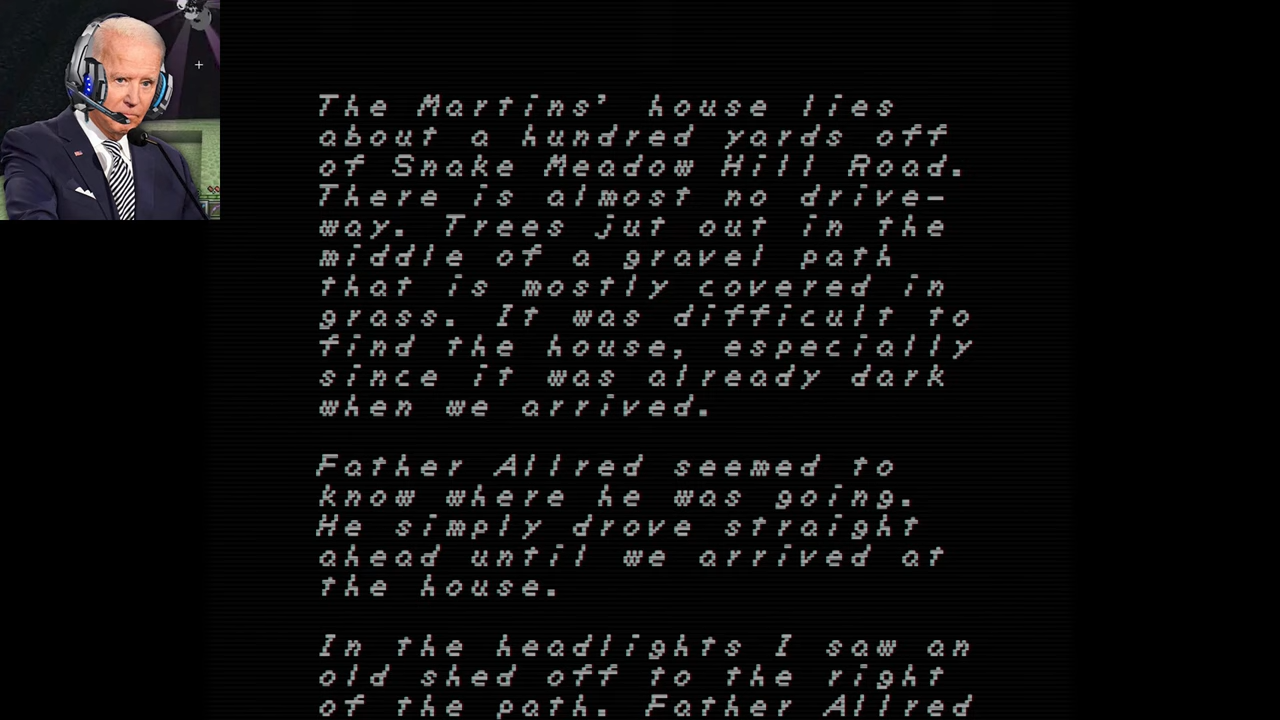 The Martins' house lies
about a hundred yards off
of Snake Meadow Hill Road.
There is almost no drive-
way. Trees jut out in the
middle of a gravel path
that is mostly covered in
grass. It was difficult to
find the house, especially
since it was already dark
when we arrived.
Father Allred seemed to
know where he was going.
He simply drove straight
ahead until we arrived at
the house.
In the headlights I saw an
old shed off to the right
of the path. Father Allred